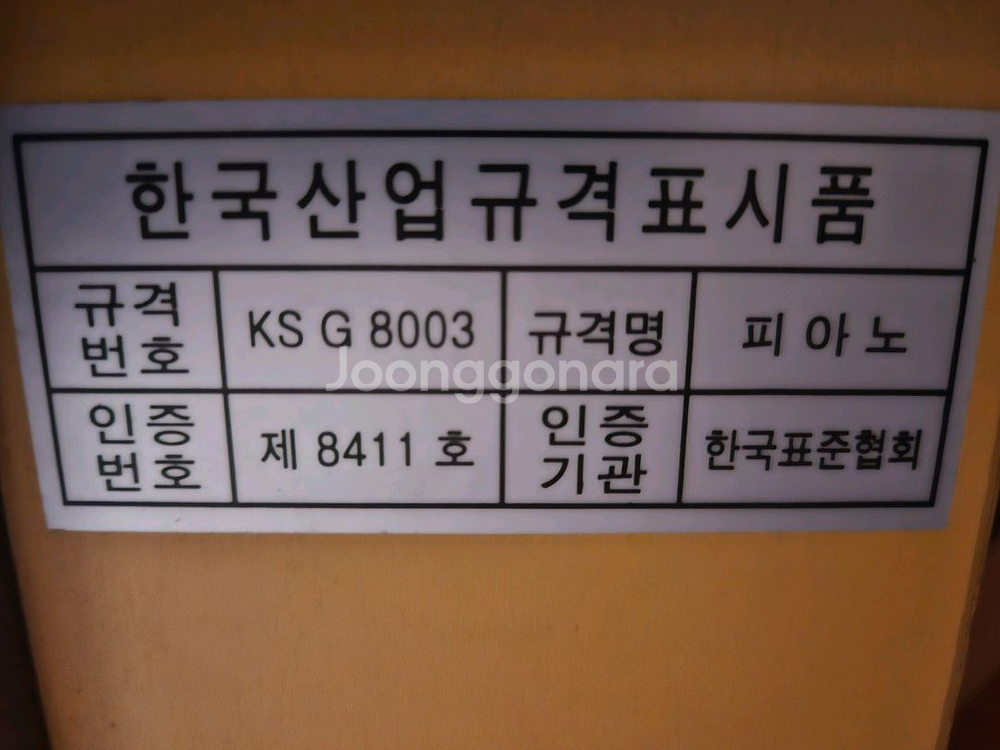 한국산업규격표시품
규격번호 KS G 8003 규격명 피아노
인증번호 제 8411 호 인증기관 한국표준협회
Joonggonara